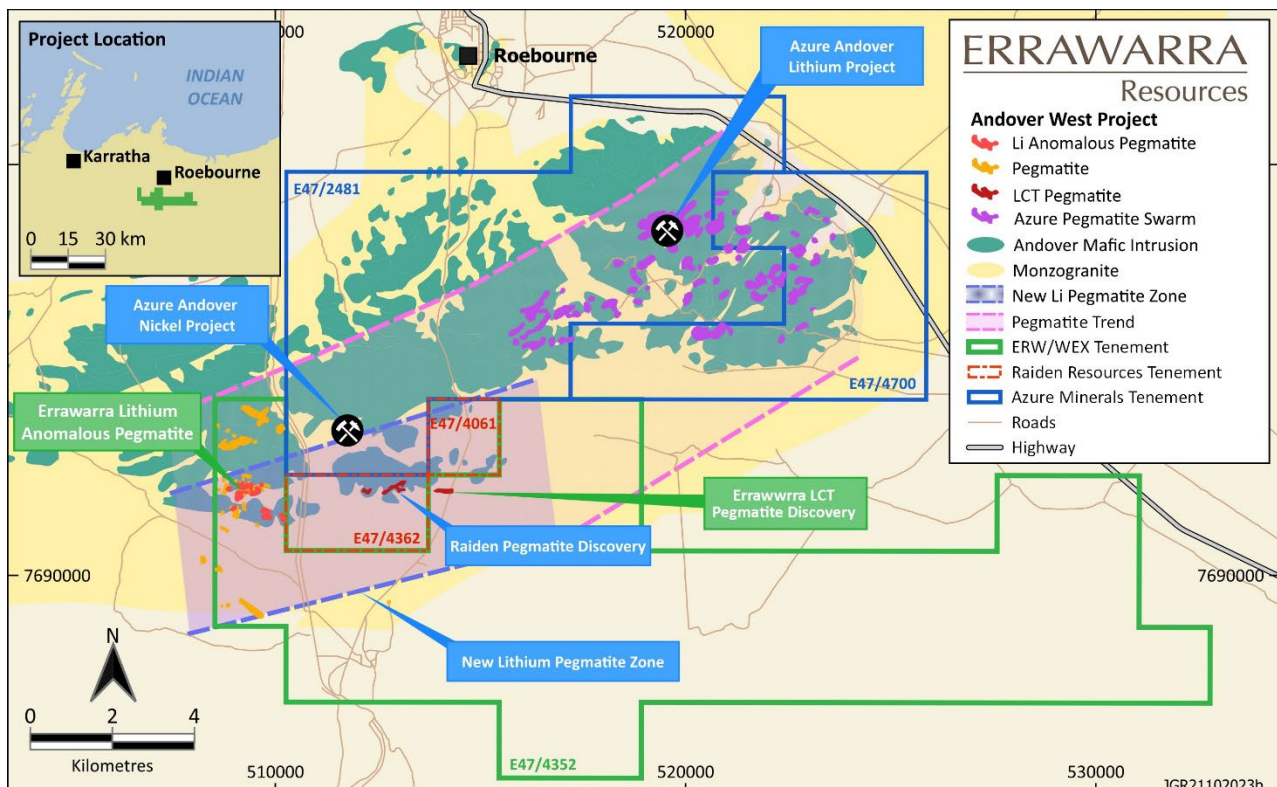 Project Location
INDIAN
OCEAN
Karratha
Roebourne
0 15 30 km
520000
Roebourne
Azure Andover
Lithium Project
E47/2481
Azure Andover
Nickel Project
E47/4700
Errawarra Lithium
Anomalous Pegmatite
E47/4061
Errawwrra LCT
Pegmatite Discovery
E47/4362
Raiden Pegmatite Discovery
7690000
7690000
New Lithium Pegmatite Zone
N
0 2 4
Kilometres
E47/4352
510000
520000
530000
JGR21102023b
ERRAWARRA
Resources
Andover West Project
Li Anomalous Pegmatite
Pegmatite
LCT Pegmatite
Azure Pegmatite Swarm
Andover Mafic Intrusion
Monzogranite
New Li Pegmatite Zone
Pegmatite Trend
ERW/WEX Tenement
Raiden Resources Tenement
Azure Minerals Tenement
Roads
Highway